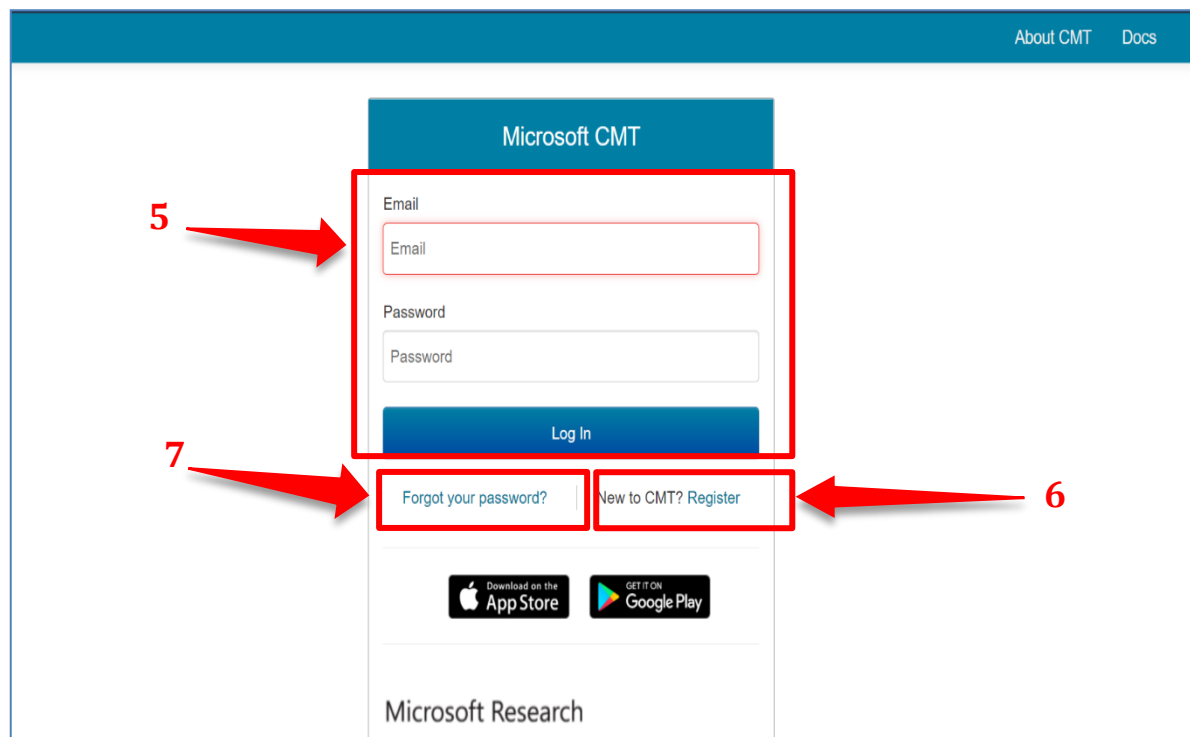 About CMT Docs
Microsoft CMT
Email
5
Email
Password
Password
Log In
7
Forgot your password? New to CMT? Register
6
Download on the
App Store
GET IT ON
Google Play
Microsoft Research